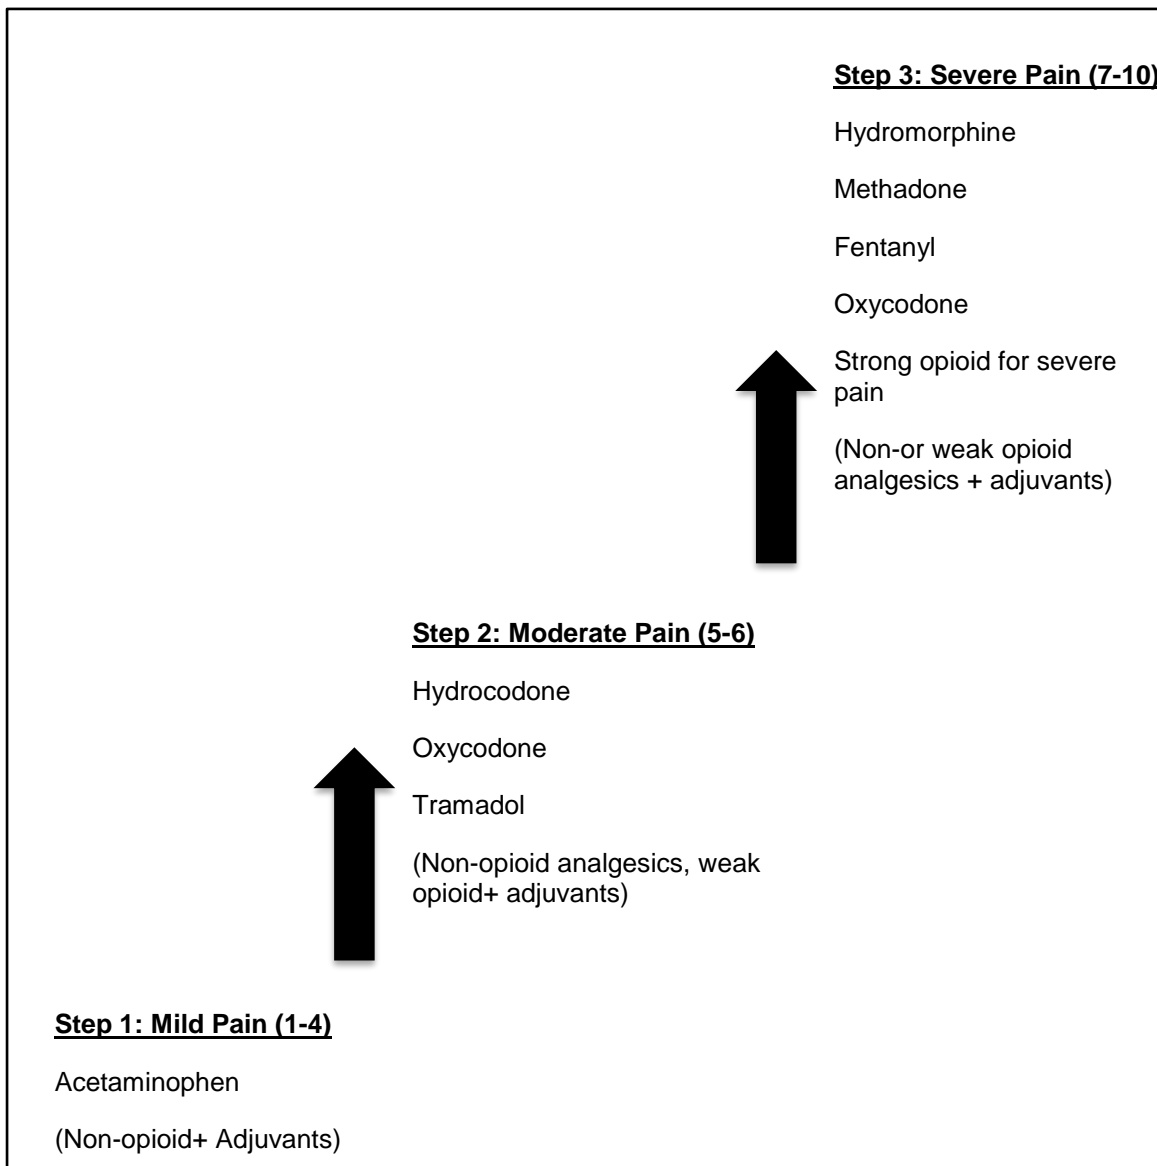 Step 3: Severe Pain (7-10)
Hydromorphine
Methadone
Fentanyl
Oxycodone
Strong opioid for severe
pain
(Non-or weak opioid
analgesics + adjuvants)
Step 2: Moderate Pain (5-6)
Hydrocodone
Oxycodone
Tramadol
(Non-opioid analgesics, weak
opioid+ adjuvants)
Step 1: Mild Pain (1-4)
Acetaminophen
(Non-opioid+ Adjuvants)